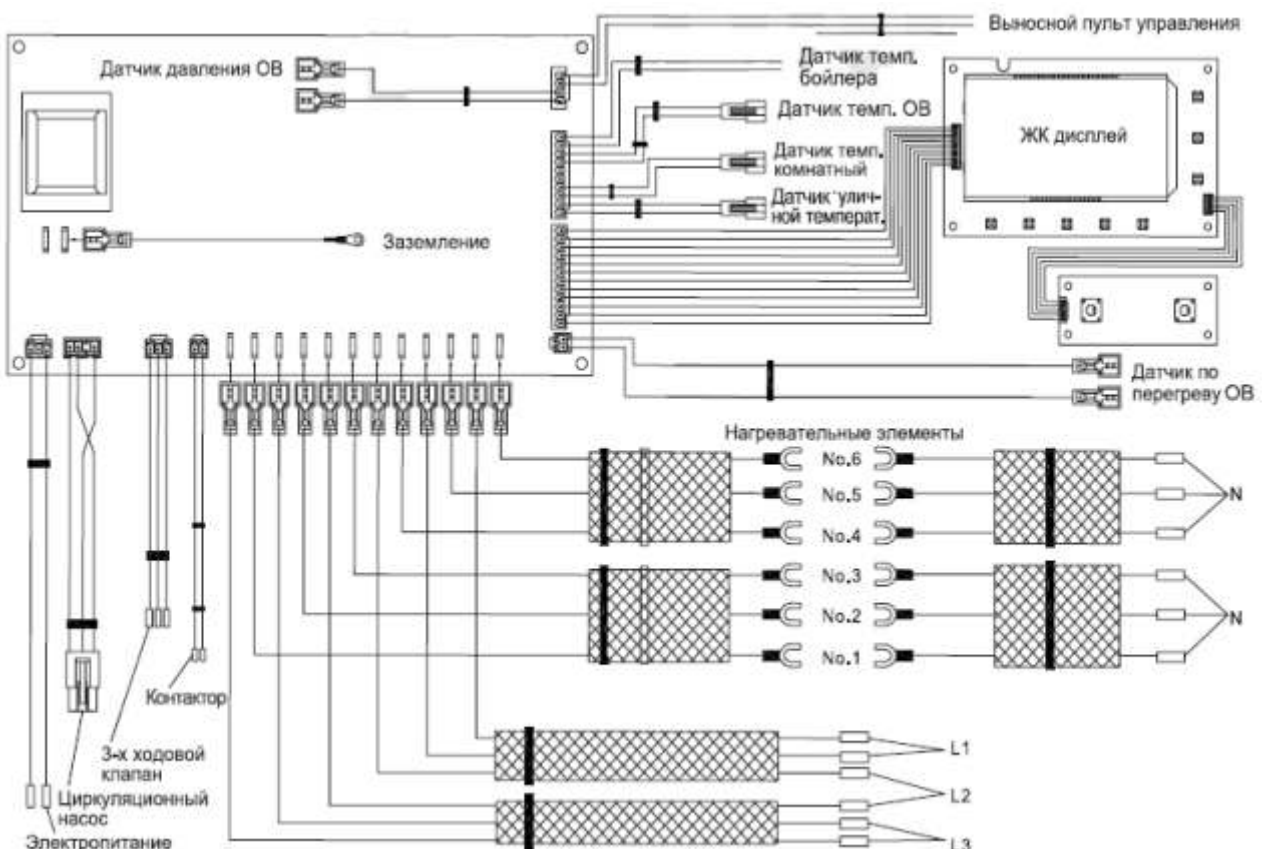 Выносной пульт управления
Датчик давления ОВ
Датчик темп.
бойлера
Датчик темп. ОВ
Датчик темп.
комнатный
Датчик улич-
ной температ.
ЖК дисплей
Заземление
Датчик по
перегреву ОВ
Нагревательные элементы
No.6
No.5
No.4
N
No.3
No.2
No.1
N
Контактор
3-х ходовой
клапан
Циркуляционный
насос
Электропитание
L1
L2
L3